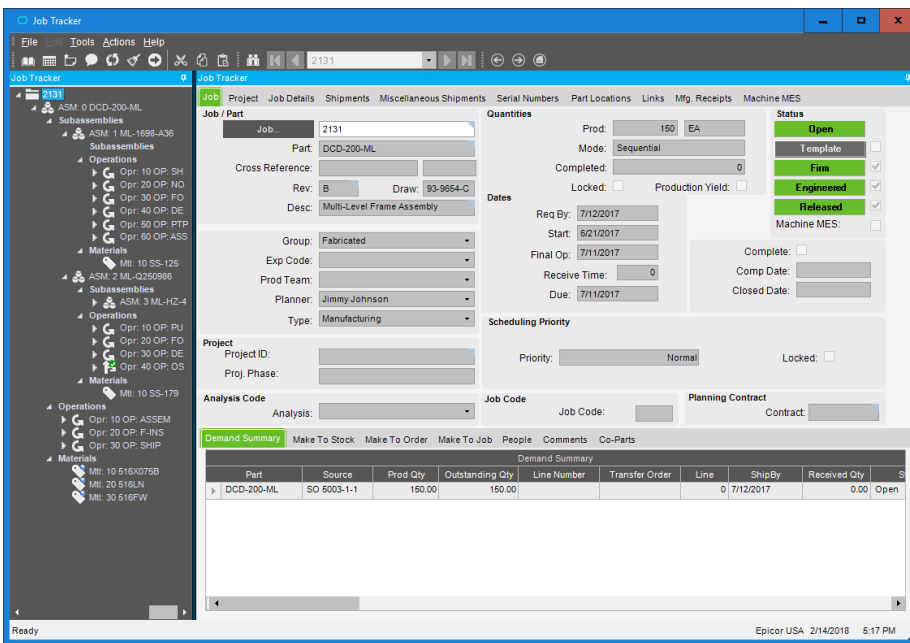 Job Tracker
File Edit Tools Actions Help
2131
Job Tracker
2131
ASM: 0 DCD-200-ML
Subassemblies
ASM: 1 ML-1698-A36
Subassemblies
Operations
Opr: 10 OP: SH
Opr: 20 OP: NO
Opr: 30 OP: FO
Opr: 40 OP: DE
Opr: 50 OP: PTP
Opr: 60 OP: ASS
Materials
Mtl: 10 SS-125
ASM: 2 ML-Q250986
Subassemblies
ASM: 3 ML-HZ-4
Operations
Opr: 10 OP: PU
Opr: 20 OP: FO
Opr: 30 OP: DE
Opr: 40 OP: OS
Materials
Mtl: 10 SS-179
Operations
Opr: 10 OP: ASSEM
Opr: 20 OP: F-INS
Opr: 30 OP: SHIP
Materials
Mtl: 10 516X075B
Mtl: 20 516LN
Mtl: 30 516FW
Job Tracker
Job Project Job Details Shipments Miscellaneous Shipments Serial Numbers Part Locations Links Mfg. Receipts Machine MES
Job / Part
Job... 2131
Part: DCD-200-ML
Cross Reference:
Rev: B Draw: 93-9654-C
Desc: Multi-Level Frame Assembly
Group: Fabricated
Exp Code:
Prod Team:
Planner: Jimmy Johnson
Type: Manufacturing
Project
Project ID:
Proj. Phase:
Analysis Code
Analysis:
Quantities
Prod: 150 EA
Mode: Sequential
Completed: 0
Locked: Production Yield:
Dates
Req By: 7/12/2017
Start: 6/21/2017
Final Op: 7/11/2017
Receive Time: 0
Due: 7/11/2017
Status
Open
Template
Firm
Engineered
Released
Machine MES:
Complete:
Comp Date:
Closed Date:
Scheduling Priority
Priority: Normal Locked:
Job Code
Job Code:
Planning Contract
Contract:
Demand Summary Make To Stock Make To Order Make To Job People Comments Co-Parts
Demand Summary
Part Source Prod Qty Outstanding Qty Line Number Transfer Order Line ShipBy Received Qty S
DCD-200-ML SO 5003-1-1 150.00 150.00 0 7/12/2017 0.00 Open
Ready Epicor USA 2/14/2018 5:17 PM